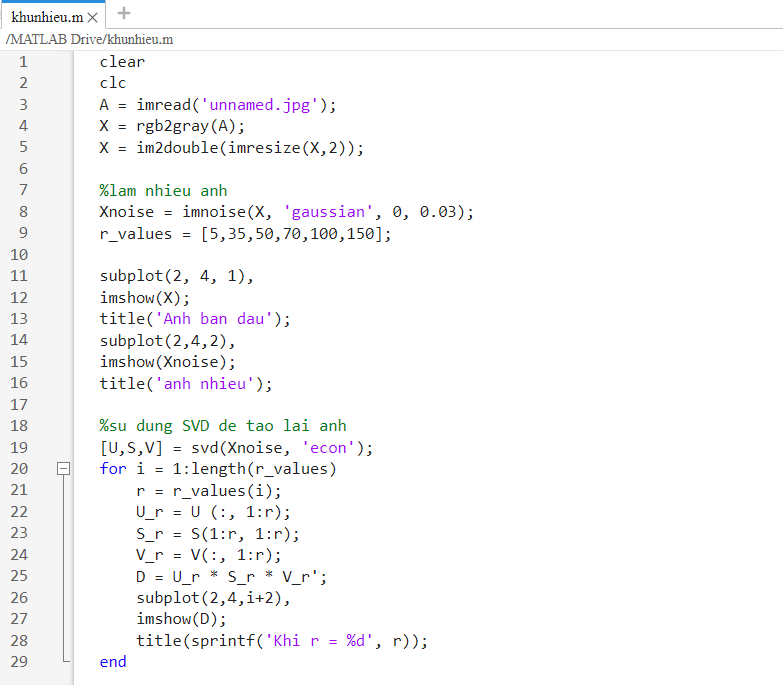 khunhieu.m × +
/MATLAB Drive/khunhieu.m
1 clear
2 clc
3 A = imread('unnamed.jpg');
4 X = rgb2gray(A);
5 X = im2double(imresize(X,2));
6
7 %lam nhieu anh
8 Xnoise = imnoise(X, 'gaussian', 0, 0.03);
9 r_values = [5,35,50,70,100,150];
10
11 subplot(2, 4, 1),
12 imshow(X);
13 title('Anh ban dau');
14 subplot(2,4,2),
15 imshow(Xnoise);
16 title('anh nhieu');
17
18 %su dung SVD de tao lai anh
19 [U,S,V] = svd(Xnoise, 'econ');
20 for i = 1:length(r_values)
21     r = r_values(i);
22     U_r = U (:, 1:r);
23     S_r = S(1:r, 1:r);
24     V_r = V(:, 1:r);
25     D = U_r * S_r * V_r';
26     subplot(2,4,i+2),
27     imshow(D);
28     title(sprintf('Khi r = %d', r));
29 end